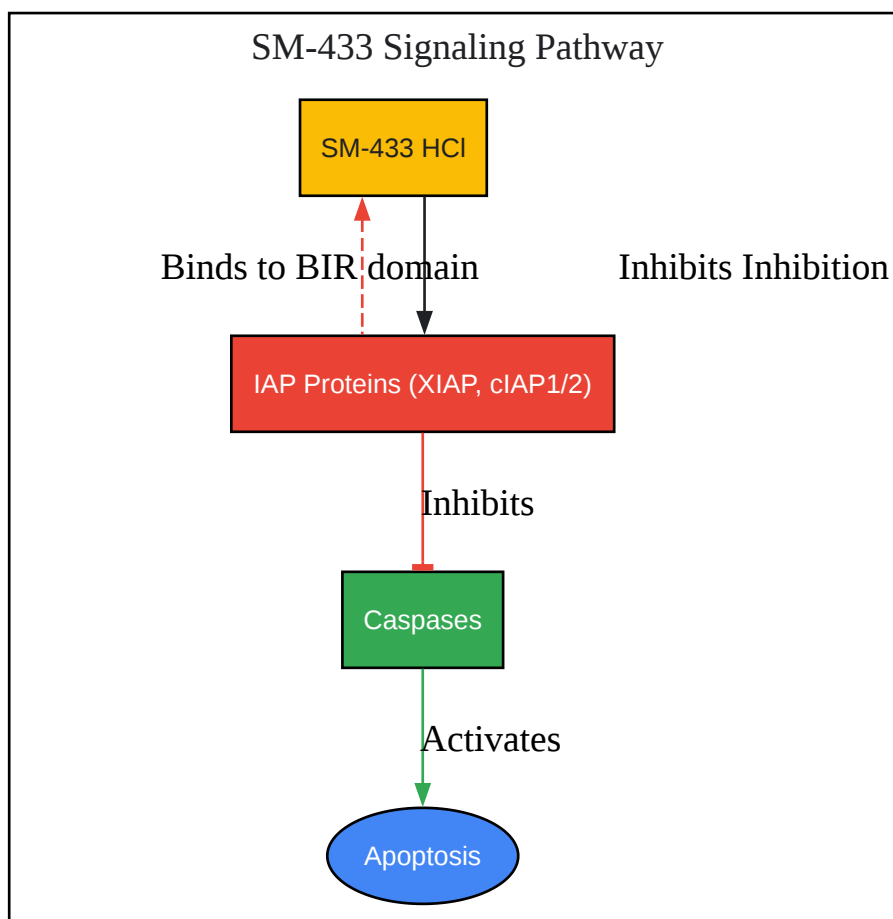 SM-433 Signaling Pathway
SM-433 HCl
Binds to BIR domain
Inhibits Inhibition
IAP Proteins (XIAP, cIAP1/2)
Inhibits
Caspases
Activates
Apoptosis